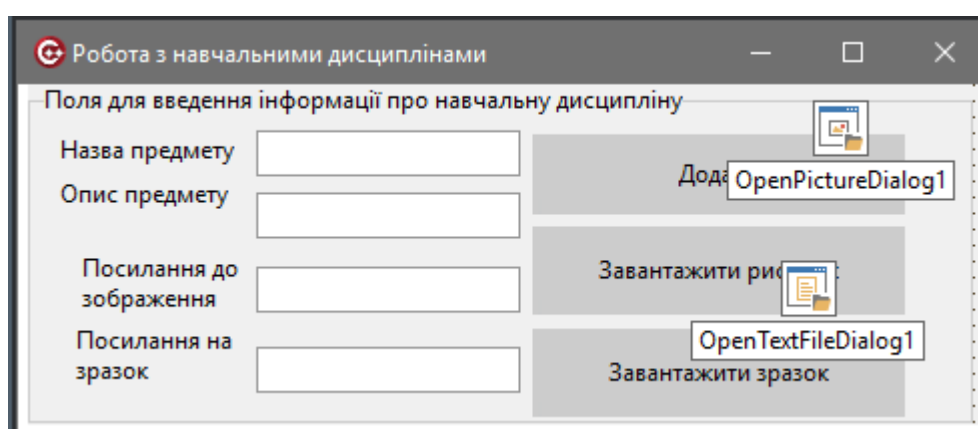 Робота з навчальними дисциплінами
Поля для введення інформації про навчальну дисципліну
Назва предмету
Опис предмету
OpenPictureDialog1
Посилання до
зображення
Завантажити
OpenTextFileDialog1
Посилання на
зразок
Завантажити зразок